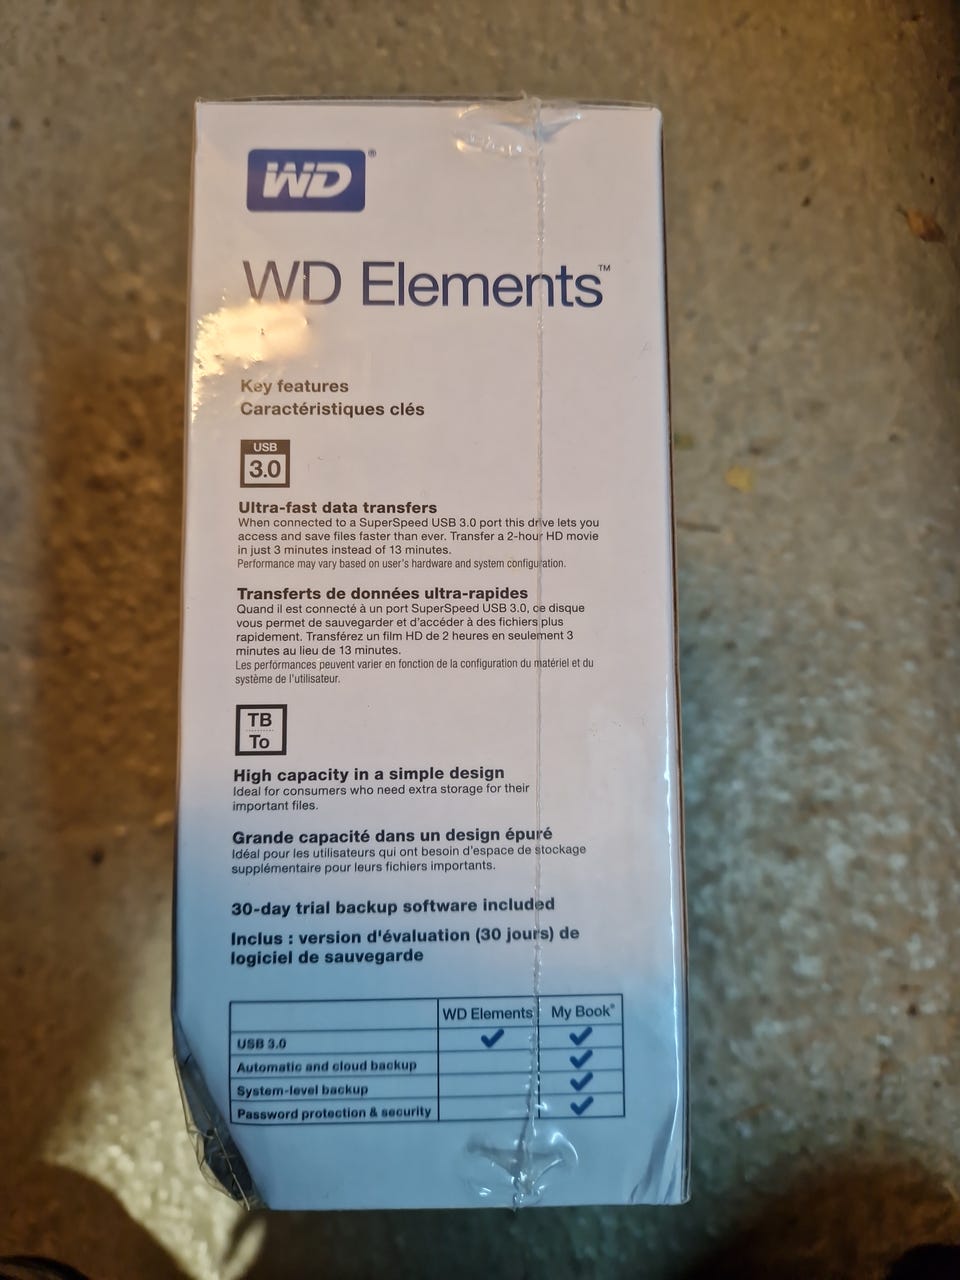 WD®
WD Elements™
Key features
Caractéristiques clés
USB
3.0
Ultra-fast data transfers
When connected to a SuperSpeed USB 3.0 port this drive lets you
access and save files faster than ever. Transfer a 2-hour HD movie
in just 3 minutes instead of 13 minutes.
Performance may vary based on user's hardware and system configuration.
Transferts de données ultra-rapides
Quand il est connecté à un port SuperSpeed USB 3.0, ce disque
vous permet de sauvegarder et d'accéder à des fichiers plus
rapidement. Transférez un film HD de 2 heures en seulement 3
minutes au lieu de 13 minutes.
Les performances peuvent varier en fonction de la configuration du matériel et du
système de l'utilisateur.
TB
To
High capacity in a simple design
Ideal for consumers who need extra storage for their
important files.
Grande capacité dans un design épuré
Idéal pour les utilisateurs qui ont besoin d'espace de stockage
supplémentaire pour leurs fichiers importants.
30-day trial backup software included
Inclus : version d'évaluation (30 jours) de
logiciel de sauvegarde
WD Elements My Book®
USB 3.0 ✔ ✔
Automatic and cloud backup ✔
System-level backup ✔
Password protection & security ✔